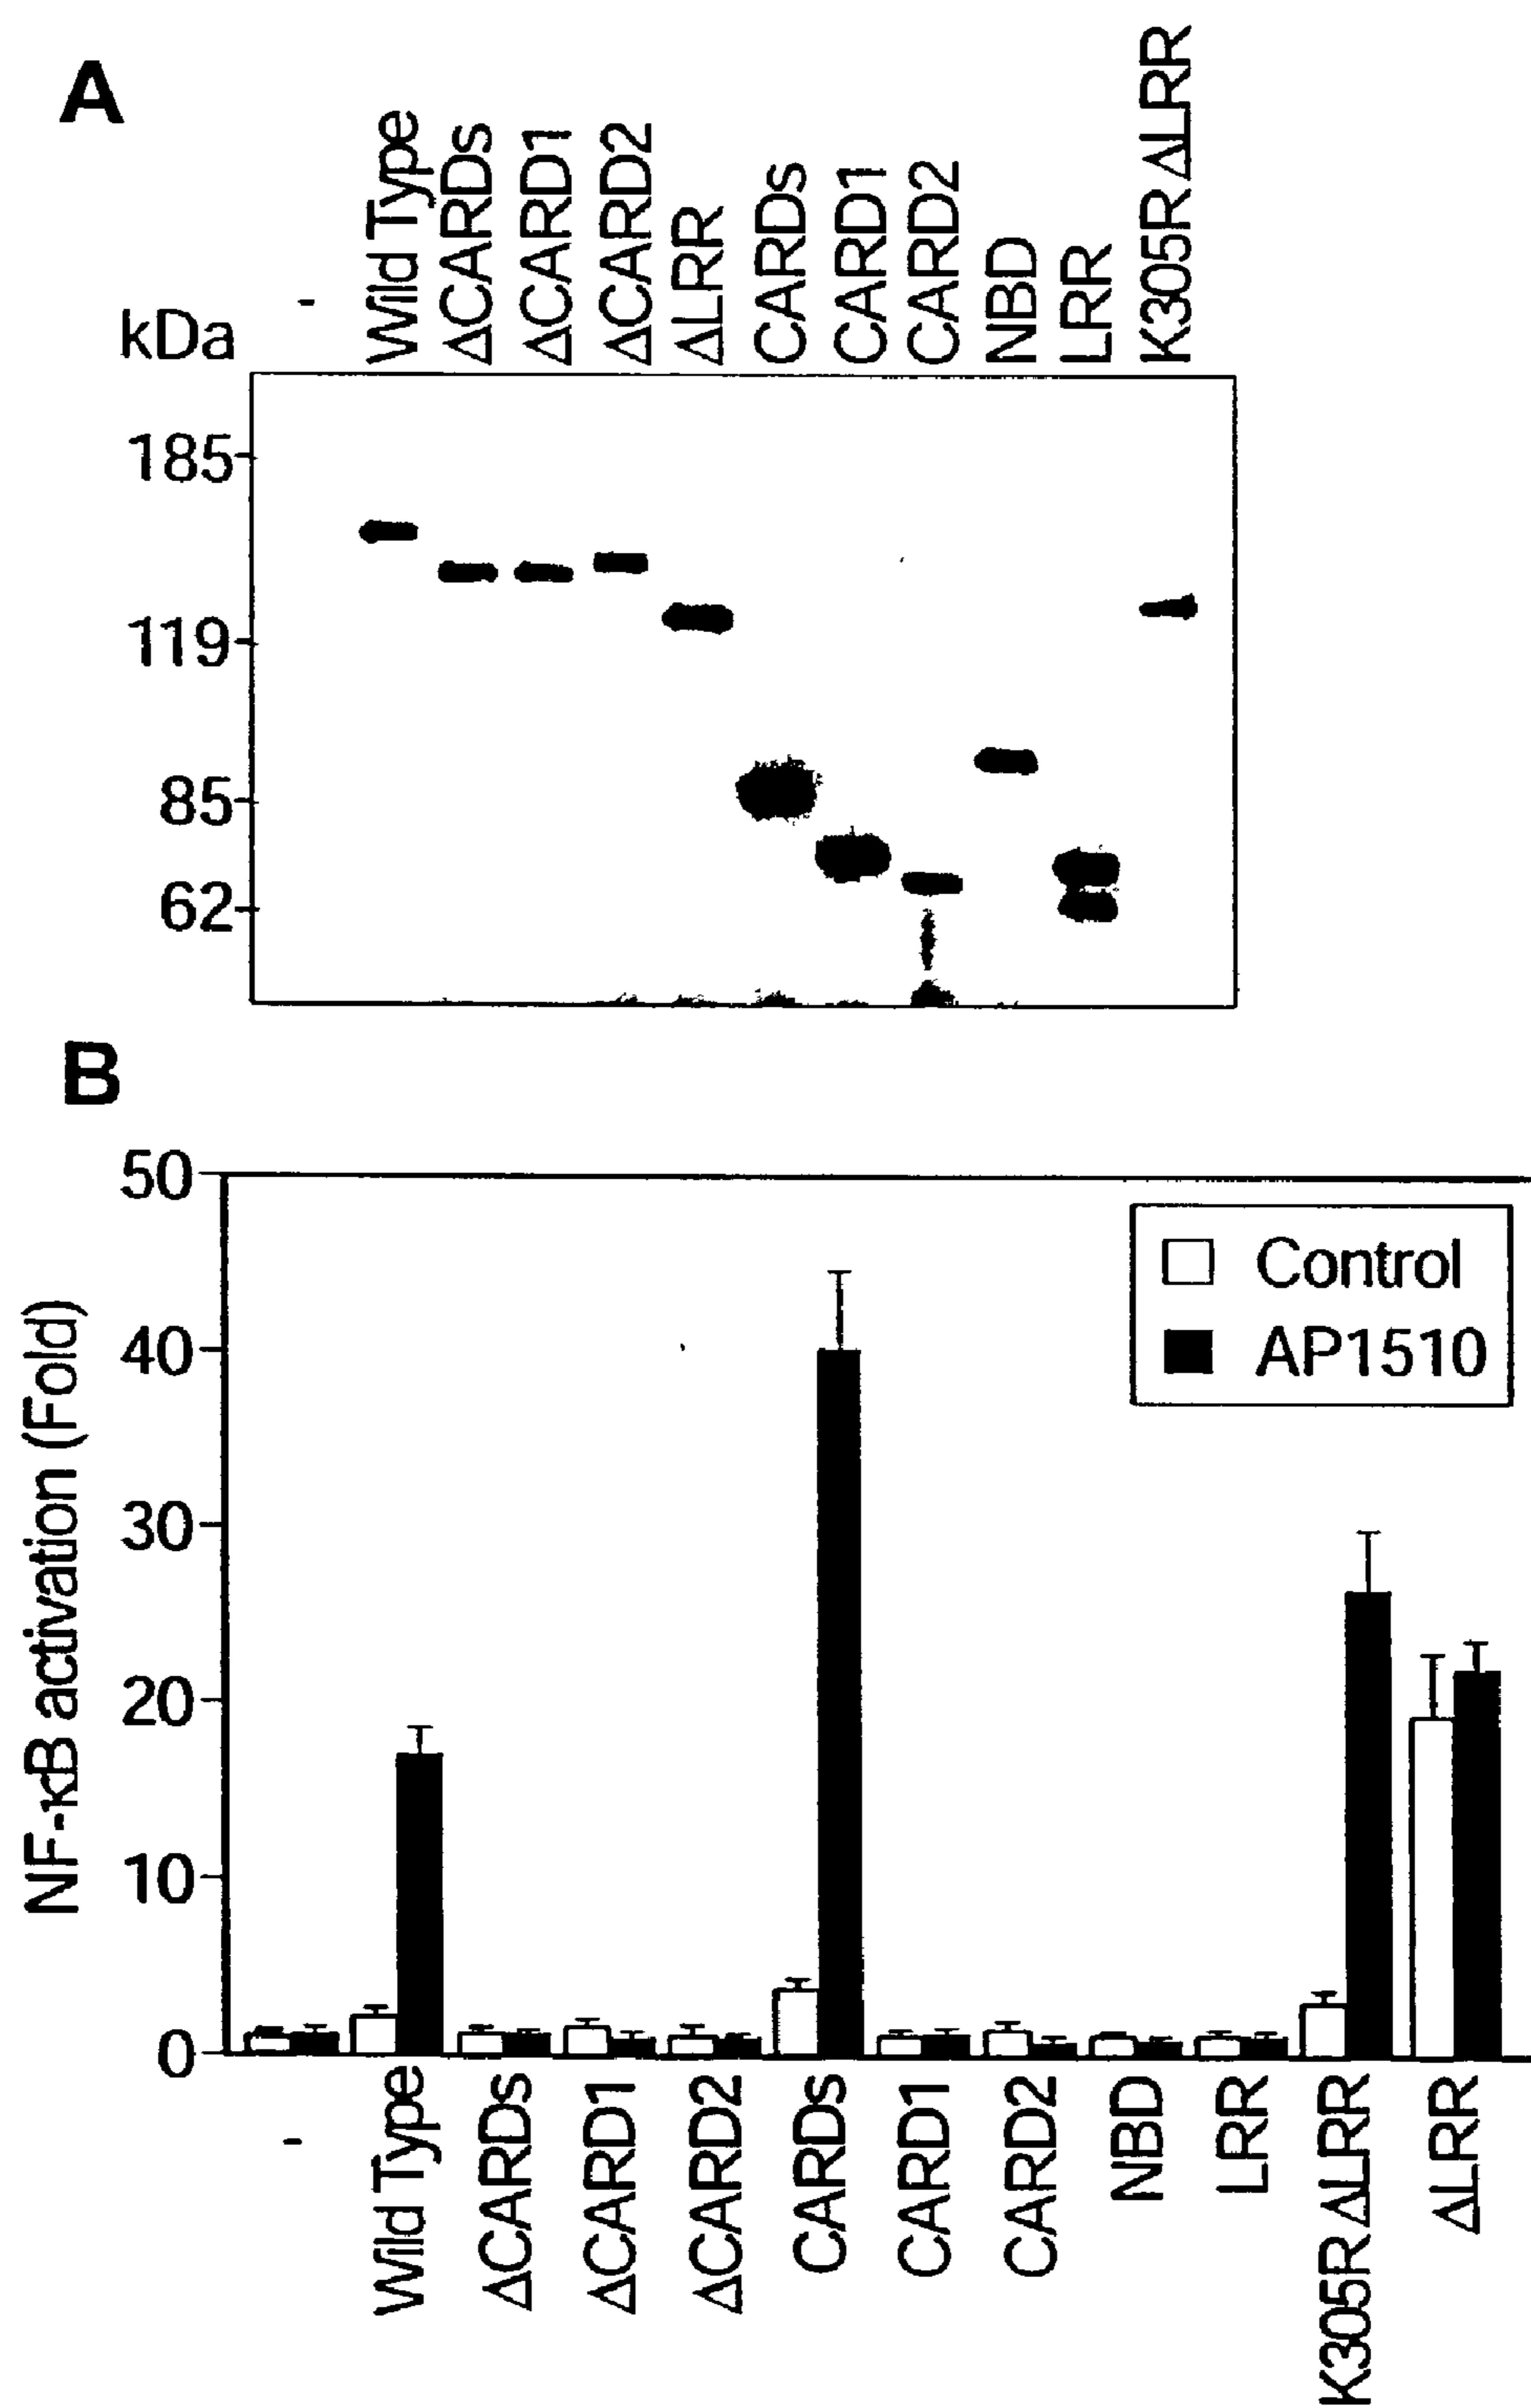 A
-
Wild Type
ΔCARDs
ΔCARD1
ΔCARD2
ΔLRR
CARDs
CARD1
CARD2
NBD
LRR
K305RΔLRR
kDa
185
119
85
62
B
NF-κB activation (Fold)
50
40
30
20
10
0
Control
AP1510
-
Wild Type
ΔCARDs
ΔCARD1
ΔCARD2
CARDs
CARD1
CARD2
NBD
LRR
K305RΔLRR
ΔLRR